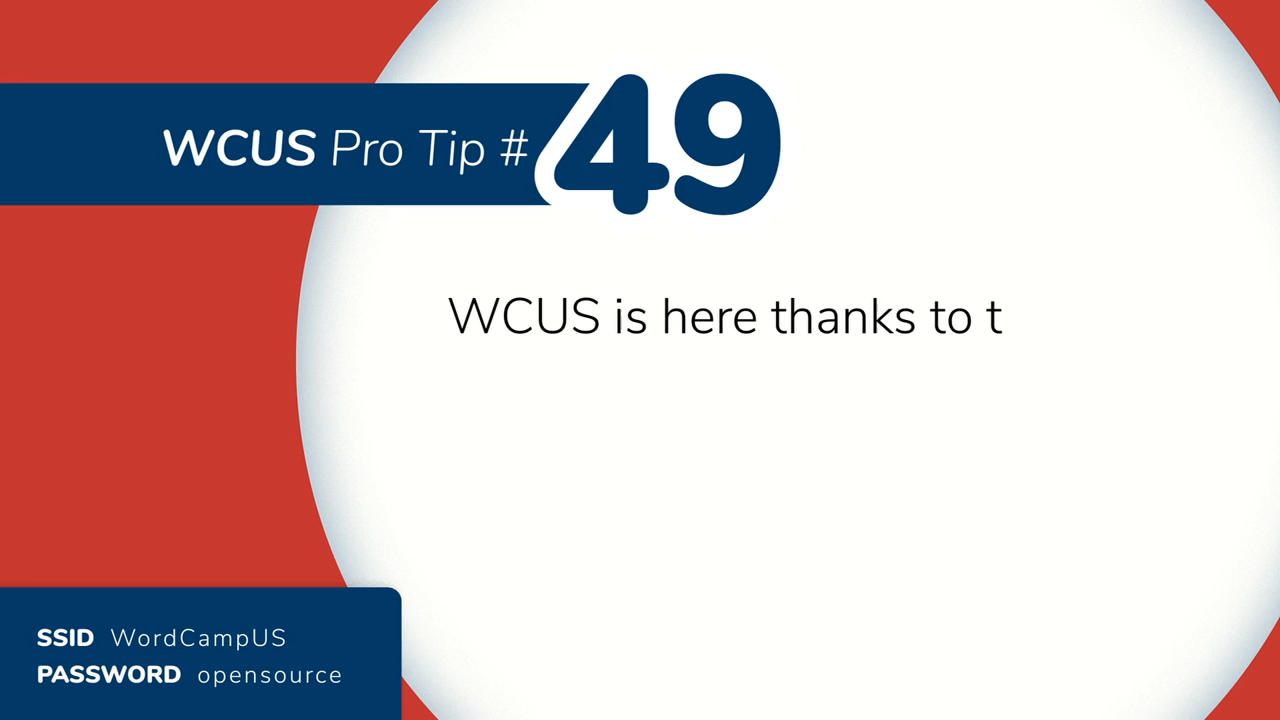 WCUS Pro Tip #49
WCUS is here thanks to t
SSID WordCampUS
PASSWORD opensource